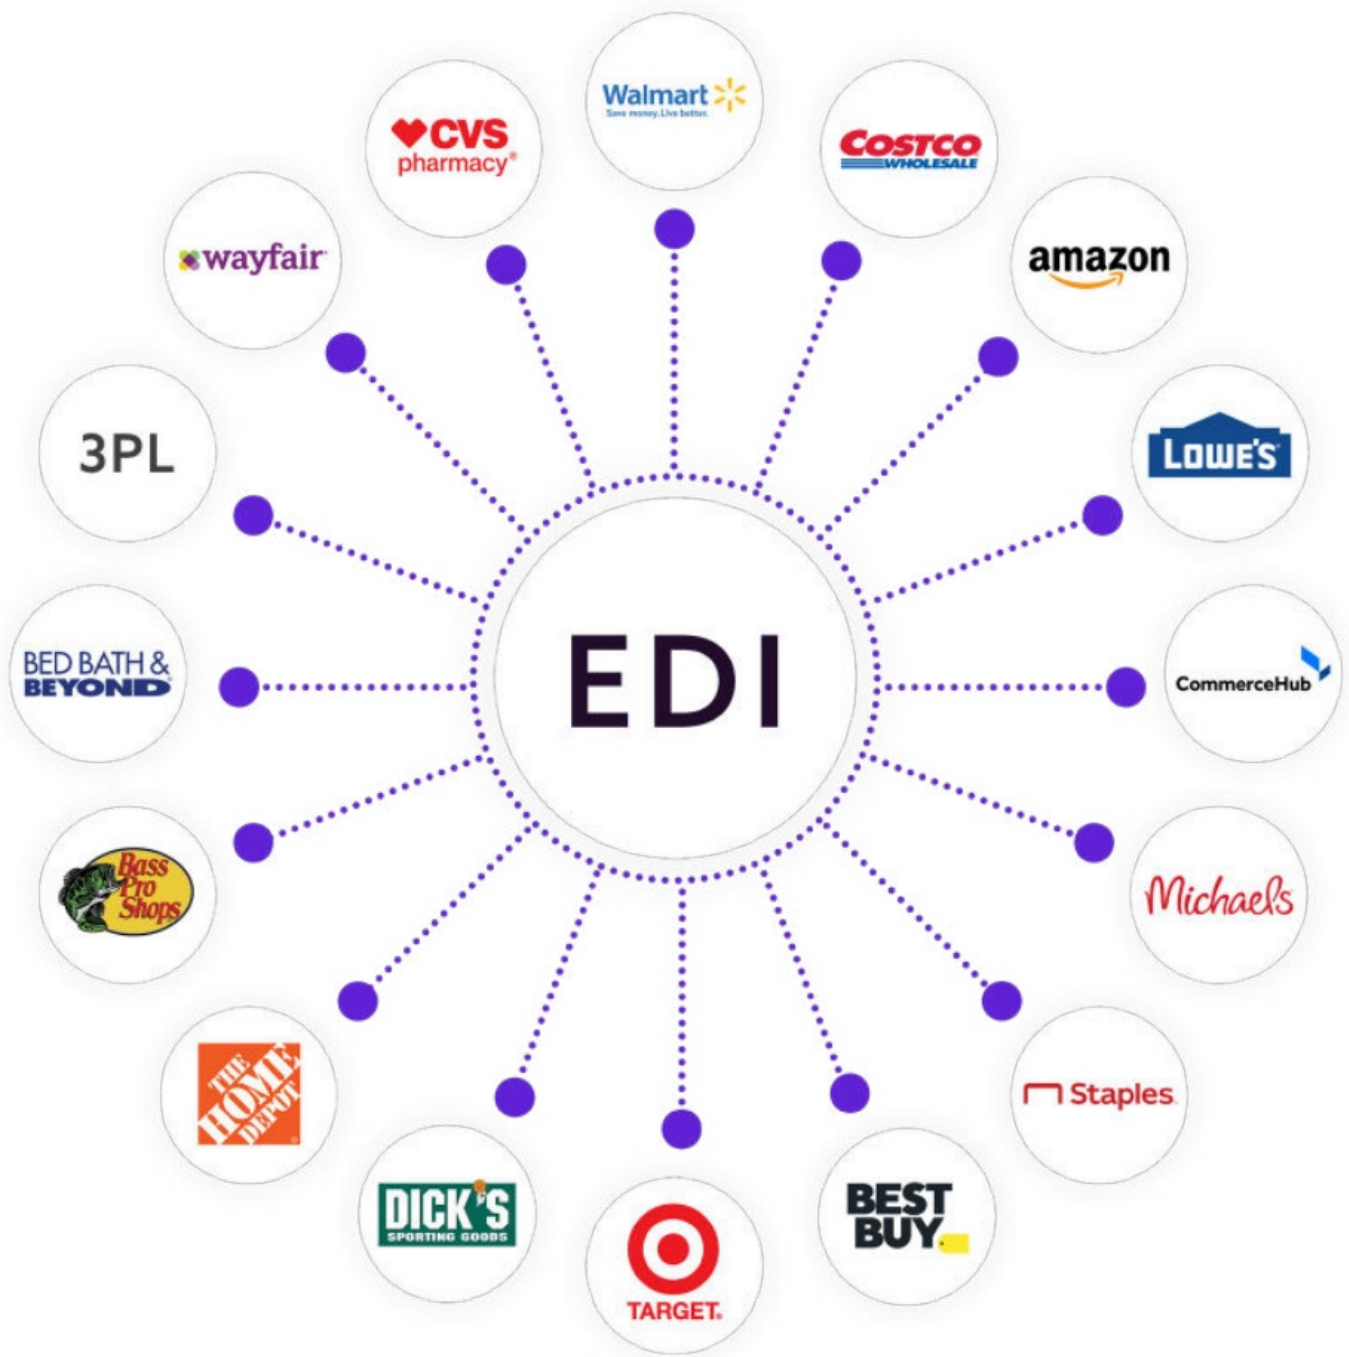 Walmart
Save money. Live better.
CVS
pharmacy®
COSTCO
WHOLESALE
wayfair
amazon
3PL
LOWE'S
EDI
BED BATH &
BEYOND
CommerceHub
Bass
Pro
Shops
Michaels
THE
HOME
DEPOT
Staples
DICK'S
SPORTING GOODS
BEST
BUY
TARGET